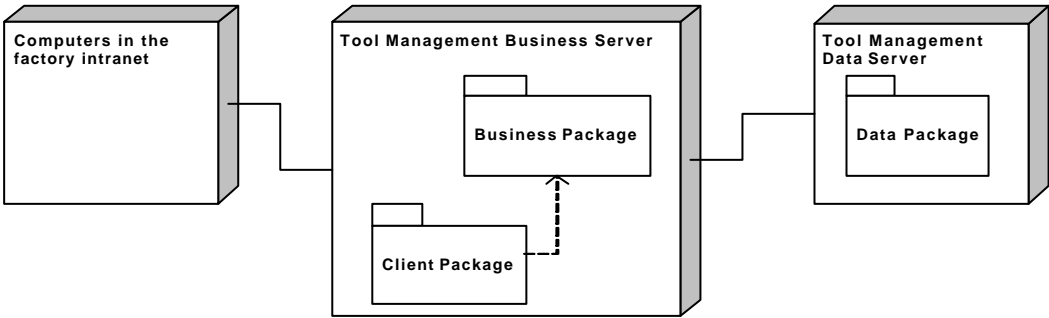 Computers in the
factory intranet
Tool Management Business Server
Business Package
Client Package
Tool Management
Data Server
Data Package